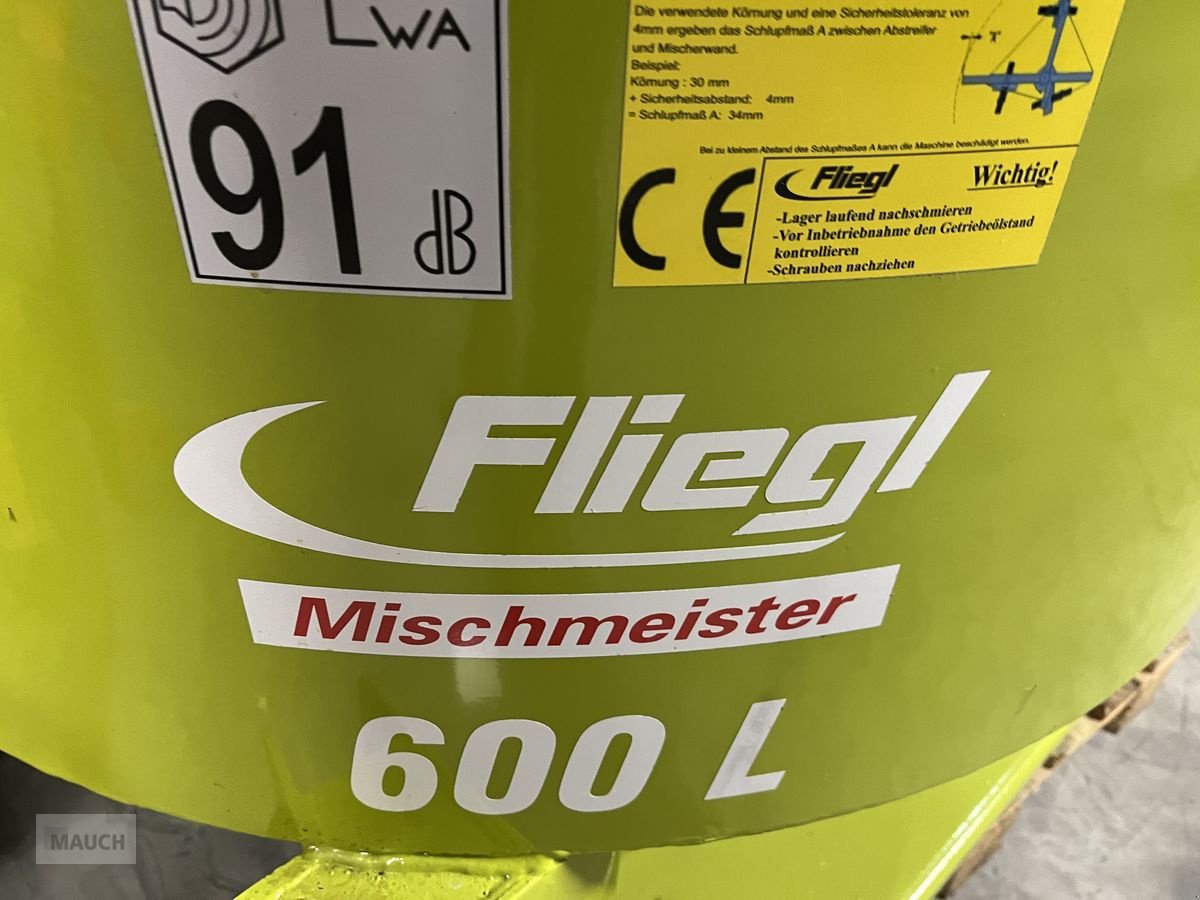 LWA
91
dB
Die verwendete Körnung und eine Sicherheitstoleranz von
4mm ergeben das Schlupfmaß A zwischen Abstreifer
und Mischerwand.
Beispiel:
Körnung : 30 mm
+ Sicherheitsabstand: 4mm
= Schlupfmaß A: 34mm
"A"
Bei zu kleinem Abstand des Schlupfmaßes A kann die Maschine beschädigt werden.
CE
Fliegl Wichtig!
-Lager laufend nachschmieren
-Vor Inbetriebnahme den Getriebeölstand
kontrollieren
-Schrauben nachziehen
Fliegl
Mischmeister
600 L
MAUCH